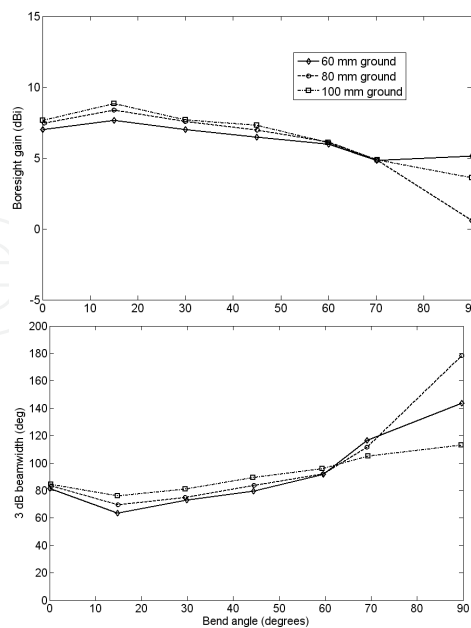 15
10
5
0
-5
Boresight gain (dBi)
60 mm ground
80 mm ground
100 mm ground
0 10 20 30 40 50 60 70 80 90
200
180
160
140
120
100
80
60
40
20
0
3 dB beamwidth (deg)
0 10 20 30 40 50 60 70 80 90
Bend angle (degrees)